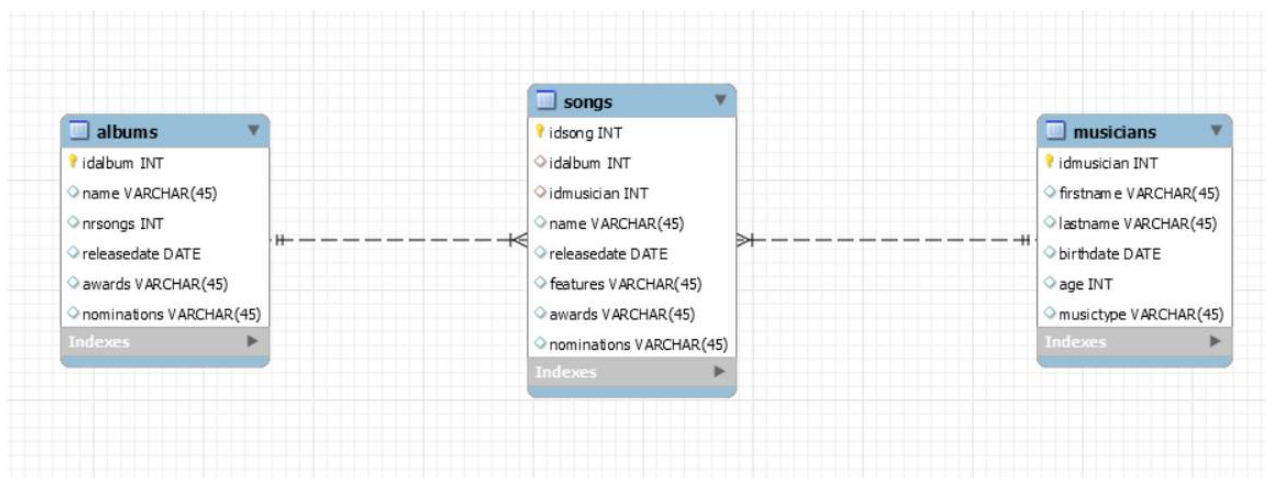 albums
idalbum INT
name VARCHAR(45)
nrsongs INT
releasedate DATE
awards VARCHAR(45)
nominations VARCHAR(45)
Indexes
songs
idsong INT
idalbum INT
idmusician INT
name VARCHAR(45)
releasedate DATE
features VARCHAR(45)
awards VARCHAR(45)
nominations VARCHAR(45)
Indexes
musicians
idmusician INT
firstname VARCHAR(45)
lastname VARCHAR(45)
birthdate DATE
age INT
musictype VARCHAR(45)
Indexes